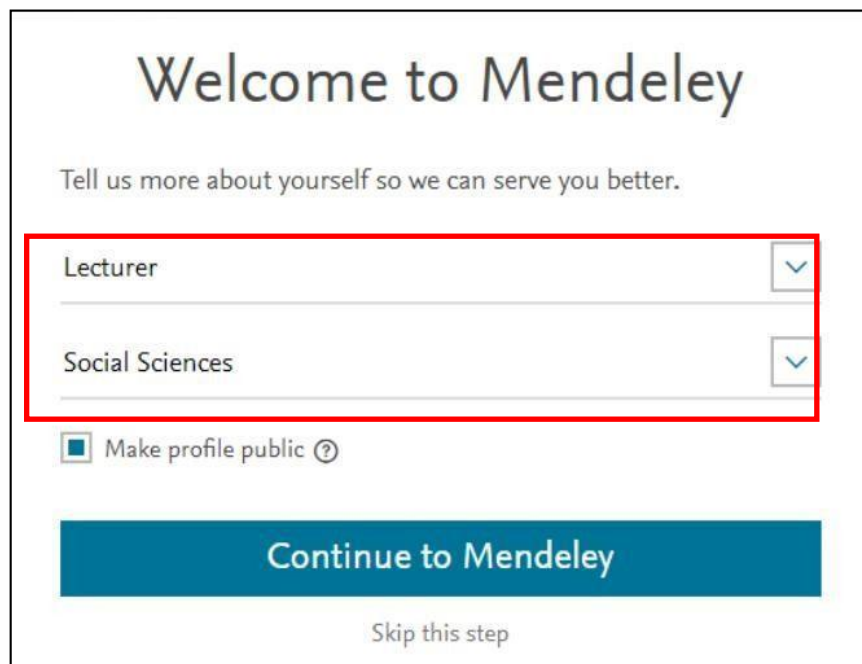 Welcome to Mendeley
Tell us more about yourself so we can serve you better.
Lecturer
Social Sciences
Make profile public ?
Continue to Mendeley
Skip this step